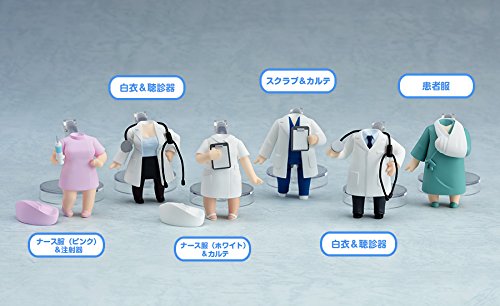 白衣＆聴診器
スクラブ＆カルテ
患者服
ナース服（ピンク）
＆注射器
ナース服（ホワイト）
＆カルテ
白衣＆聴診器